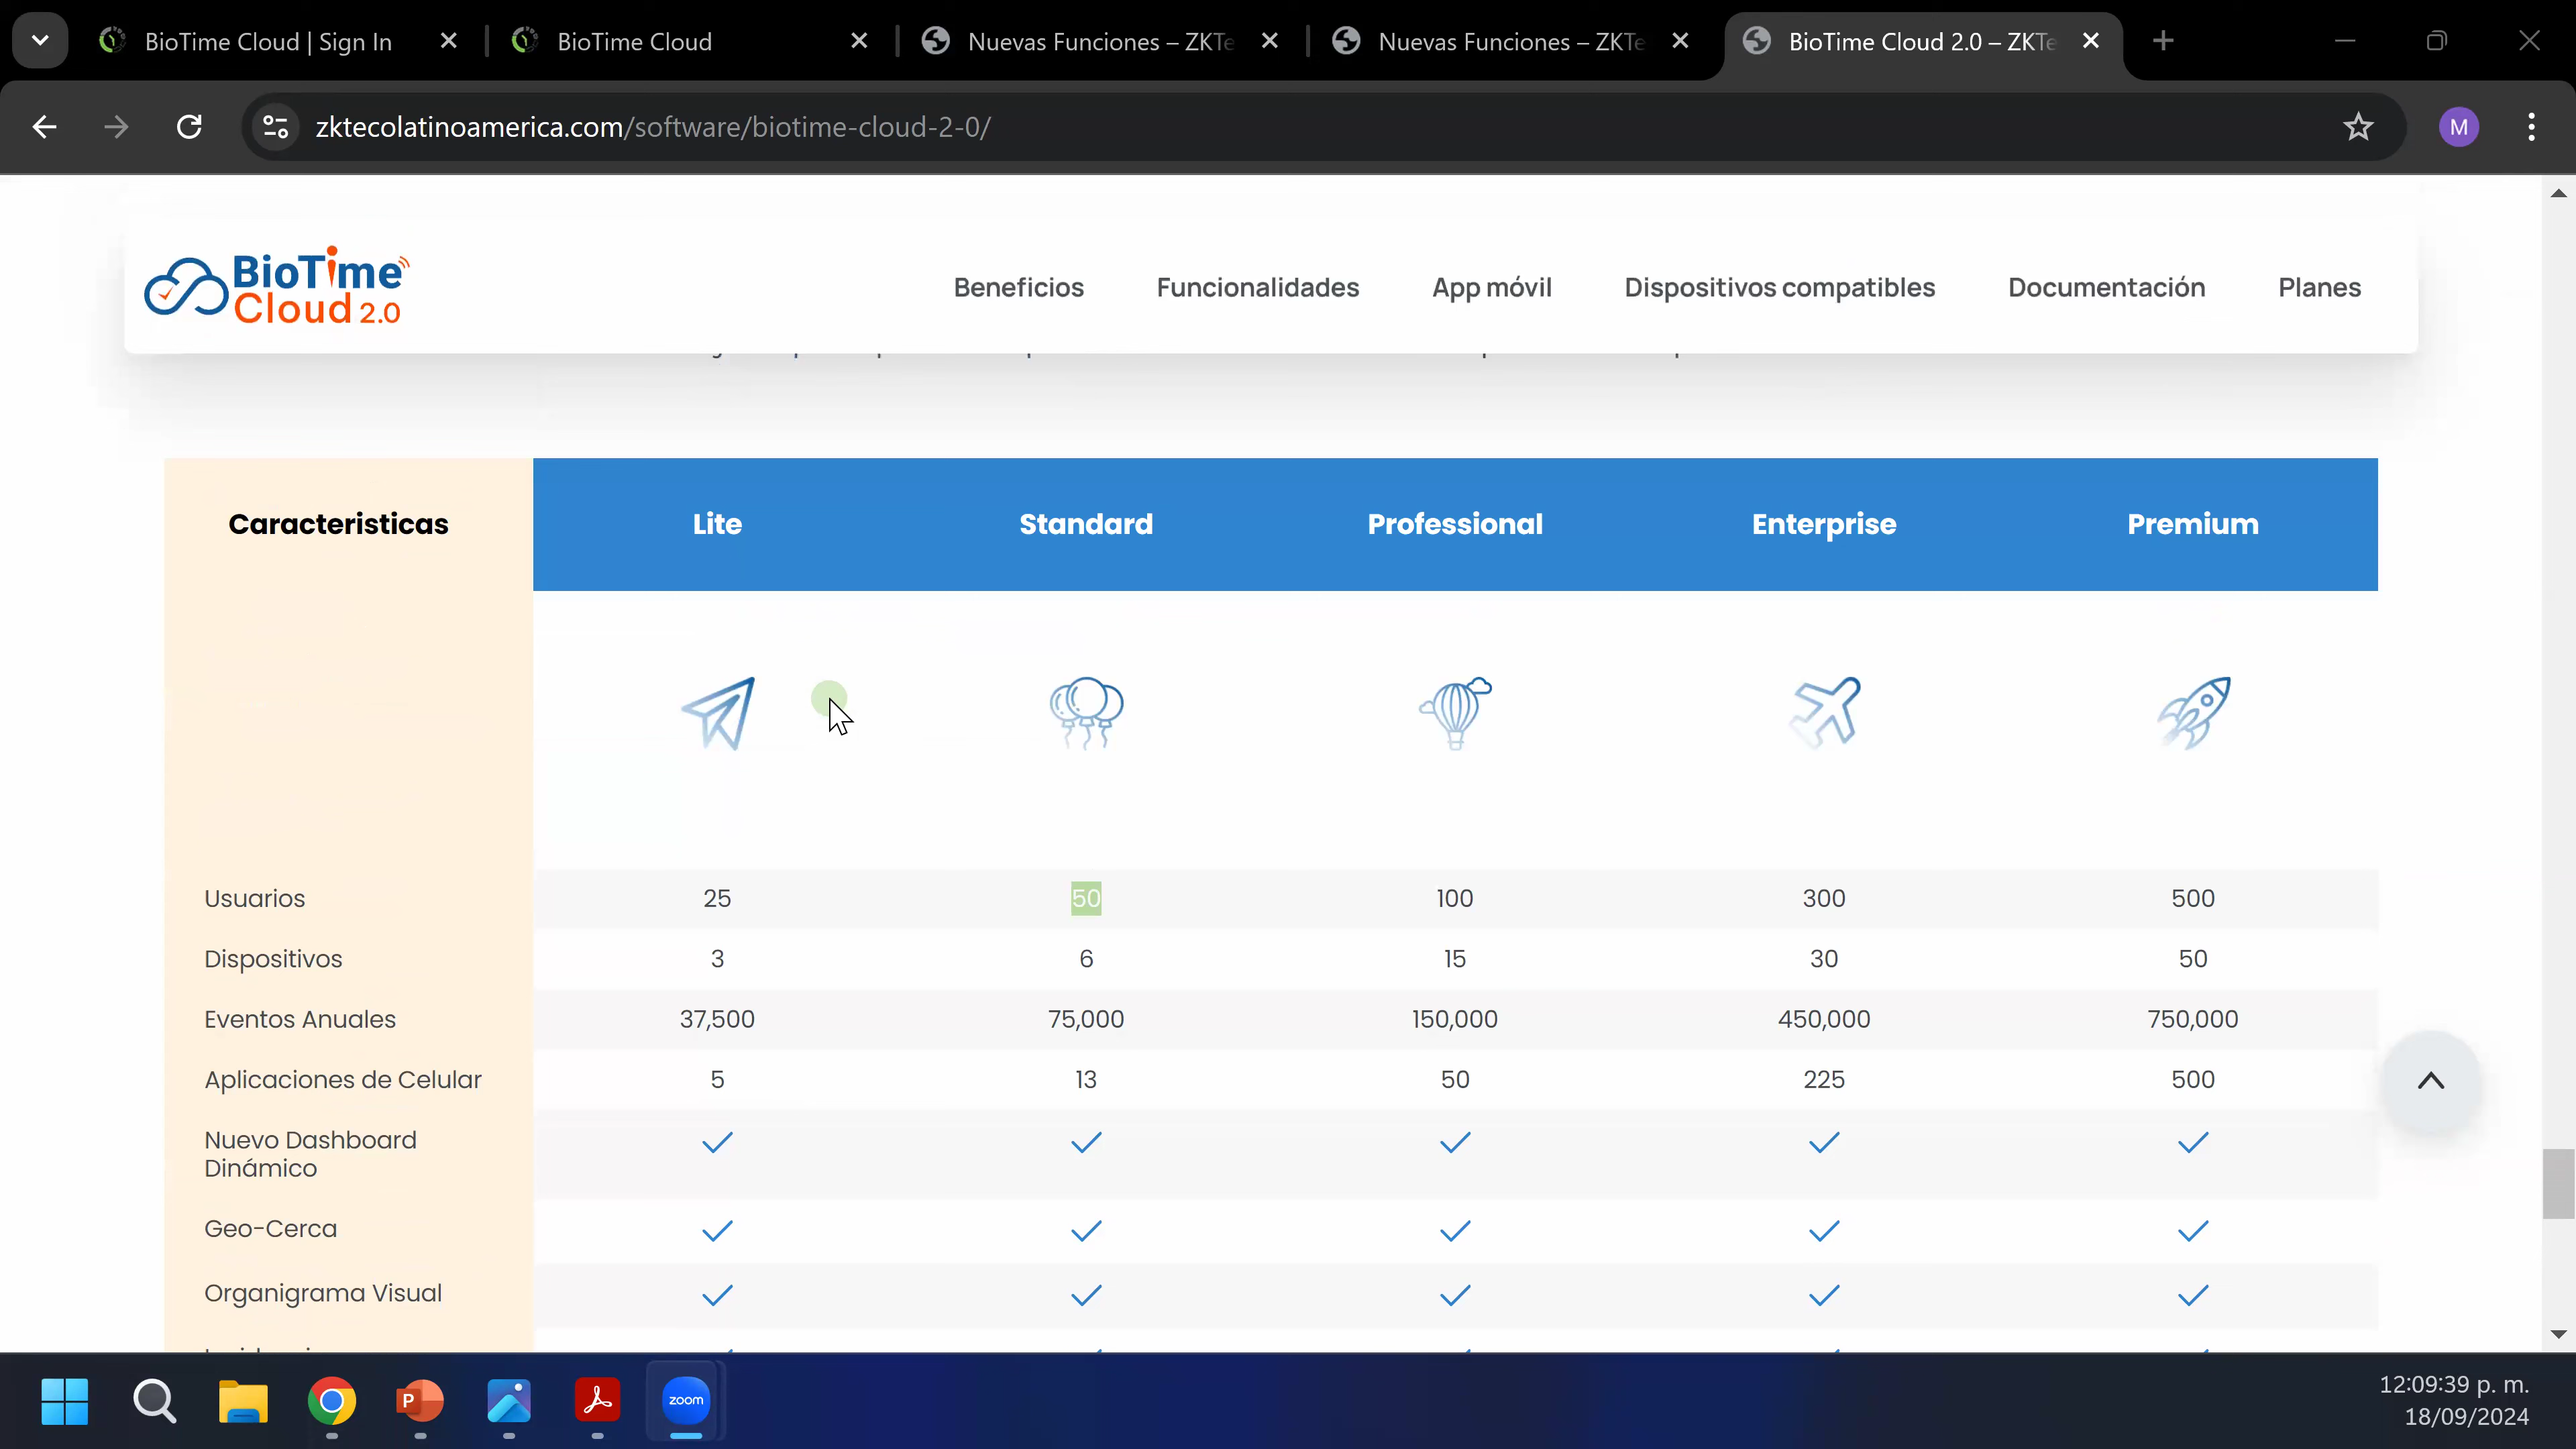 BioTime Cloud | Sign In
BioTime Cloud
Nuevas Funciones – ZKTe
Nuevas Funciones – ZKTe
BioTime Cloud 2.0 – ZKTe
zktecolatinoamerica.com/software/biotime-cloud-2-0/
M
BioTime
Cloud 2.0
Beneficios Funcionalidades App móvil Dispositivos compatibles Documentación Planes
Caracteristicas Lite Standard Professional Enterprise Premium
Usuarios 25 50 100 300 500
Dispositivos 3 6 15 30 50
Eventos Anuales 37,500 75,000 150,000 450,000 750,000
Aplicaciones de Celular 5 13 50 225 500
Nuevo Dashboard
Dinámico
Geo-Cerca
Organigrama Visual
P
zoom
12:09:39 p. m.
18/09/2024